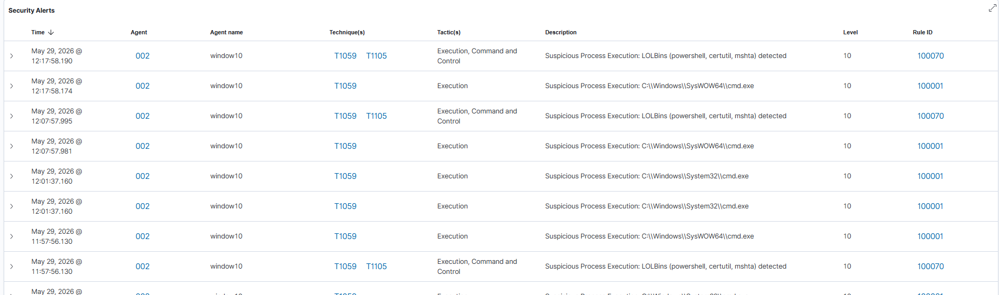 Security Alerts
Time Agent Agent name Technique(s) Tactic(s) Description Level Rule ID
May 29, 2026 @ 12:17:58.190 002 window10 T1059 T1105 Execution, Command and Control Suspicious Process Execution: LOLBins (powershell, certutil, mshta) detected 10 100070
May 29, 2026 @ 12:17:58.174 002 window10 T1059 Execution Suspicious Process Execution: C:\\Windows\\SysWOW64\\cmd.exe 10 100001
May 29, 2026 @ 12:07:57.995 002 window10 T1059 T1105 Execution, Command and Control Suspicious Process Execution: LOLBins (powershell, certutil, mshta) detected 10 100070
May 29, 2026 @ 12:07:57.981 002 window10 T1059 Execution Suspicious Process Execution: C:\\Windows\\SysWOW64\\cmd.exe 10 100001
May 29, 2026 @ 12:01:37.160 002 window10 T1059 Execution Suspicious Process Execution: C:\\Windows\\System32\\cmd.exe 10 100001
May 29, 2026 @ 12:01:37.160 002 window10 T1059 Execution Suspicious Process Execution: C:\\Windows\\System32\\cmd.exe 10 100001
May 29, 2026 @ 11:57:56.130 002 window10 T1059 Execution Suspicious Process Execution: C:\\Windows\\SysWOW64\\cmd.exe 10 100001
May 29, 2026 @ 11:57:56.130 002 window10 T1059 T1105 Execution, Command and Control Suspicious Process Execution: LOLBins (powershell, certutil, mshta) detected 10 100070
May 29, 2026 @